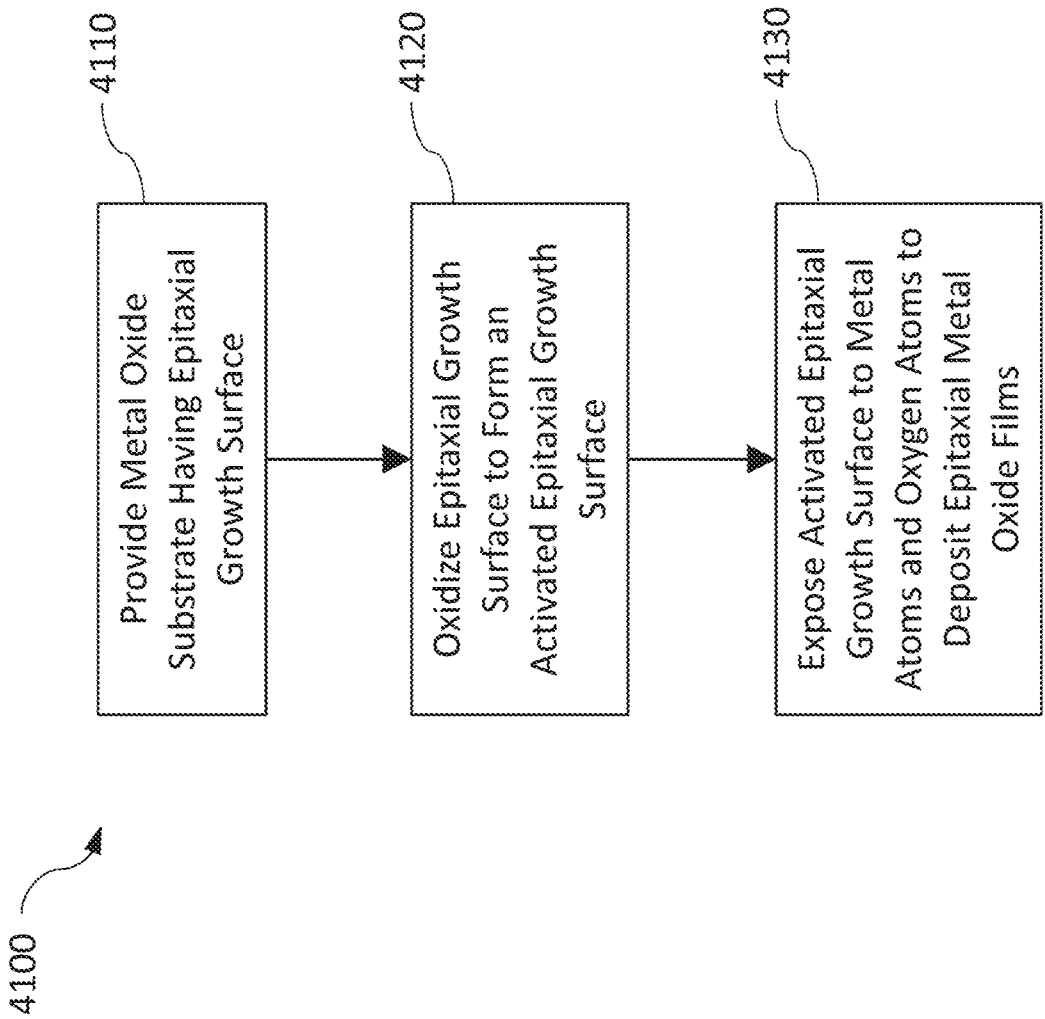 4100
4110
Provide Metal Oxide
Substrate Having Epitaxial
Growth Surface
4120
Oxidize Epitaxial Growth
Surface to Form an
Activated Epitaxial Growth
Surface
4130
Expose Activated Epitaxial
Growth Surface to Metal
Atoms and Oxygen Atoms to
Deposit Epitaxial Metal
Oxide Films